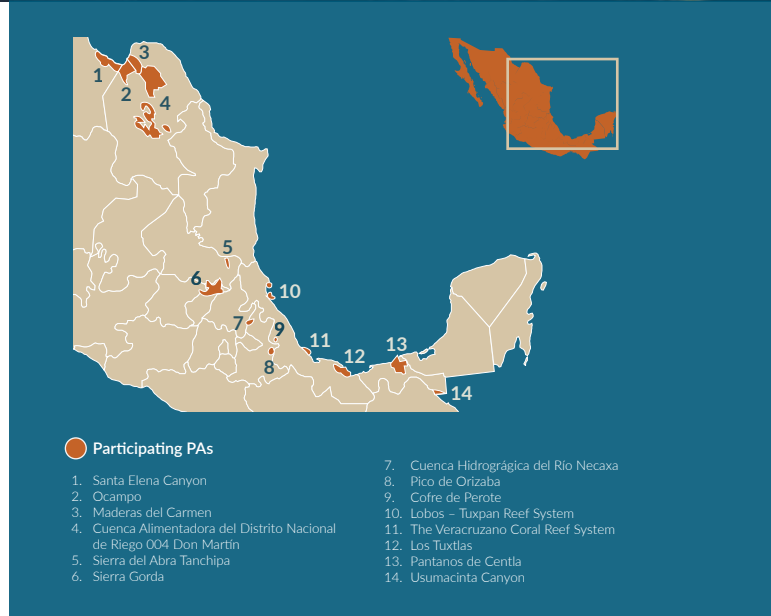 3
1
2
4
5
6
10
7
9
11
13
12
8
14
Participating PAs
1. Santa Elena Canyon
2. Ocampo
3. Maderas del Carmen
4. Cuenca Alimentadora del Distrito Nacional
de Riego 004 Don Martín
5. Sierra del Abra Tanchipa
6. Sierra Gorda
7. Cuenca Hidrográgica del Río Necaxa
8. Pico de Orizaba
9. Cofre de Perote
10. Lobos – Tuxpan Reef System
11. The Veracruzano Coral Reef System
12. Los Tuxtlas
13. Pantanos de Centla
14. Usumacinta Canyon